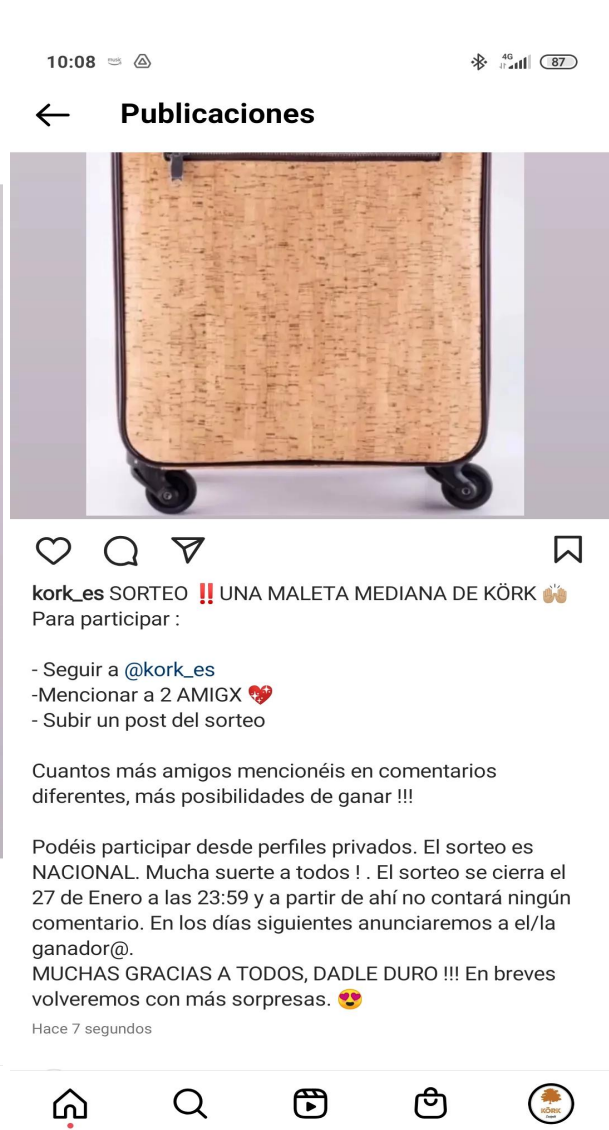 10:08
4G
87
Publicaciones
kork_es SORTEO ‼️ UNA MALETA MEDIANA DE KÖRK 🙌🏼
Para participar :
- Seguir a @kork_es
-Mencionar a 2 AMIGX 💖
- Subir un post del sorteo
Cuantos más amigos mencionéis en comentarios
diferentes, más posibilidades de ganar !!!
Podéis participar desde perfiles privados. El sorteo es
NACIONAL. Mucha suerte a todos ! . El sorteo se cierra el
27 de Enero a las 23:59 y a partir de ahí no contará ningún
comentario. En los días siguientes anunciaremos a el/la
ganador@.
MUCHAS GRACIAS A TODOS, DADLE DURO !!! En breves
volveremos con más sorpresas. 😍
Hace 7 segundos
KÖRK